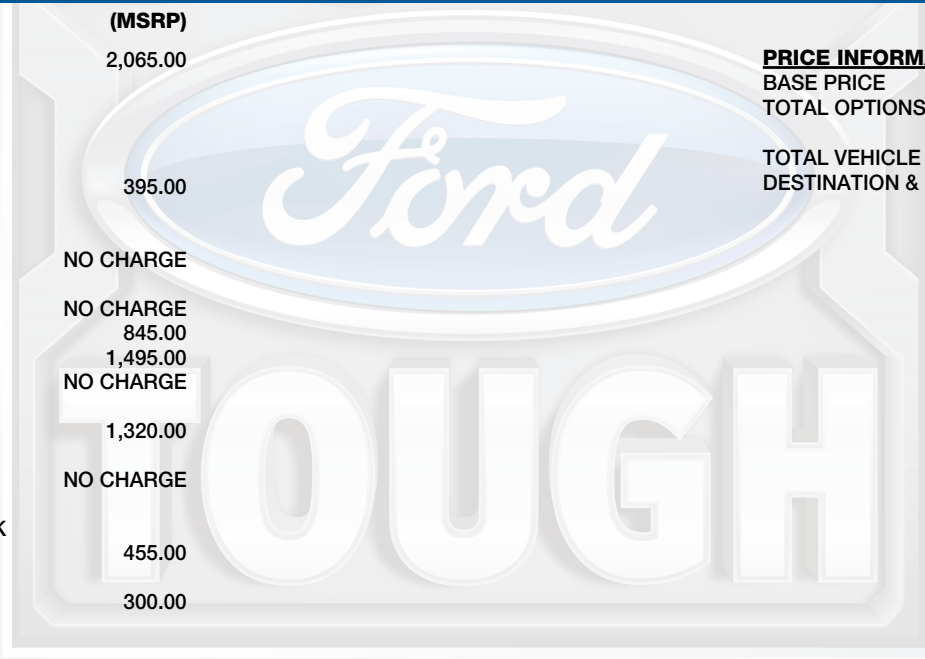 (MSRP)
2,065.00
395.00
NO CHARGE
NO CHARGE
845.00
1,495.00
NO CHARGE
1,320.00
NO CHARGE
K
455.00
300.00
PRICE INFORMA
BASE PRICE
TOTAL OPTIONS
TOTAL VEHICLE
DESTINATION &
Ford
TOUGH